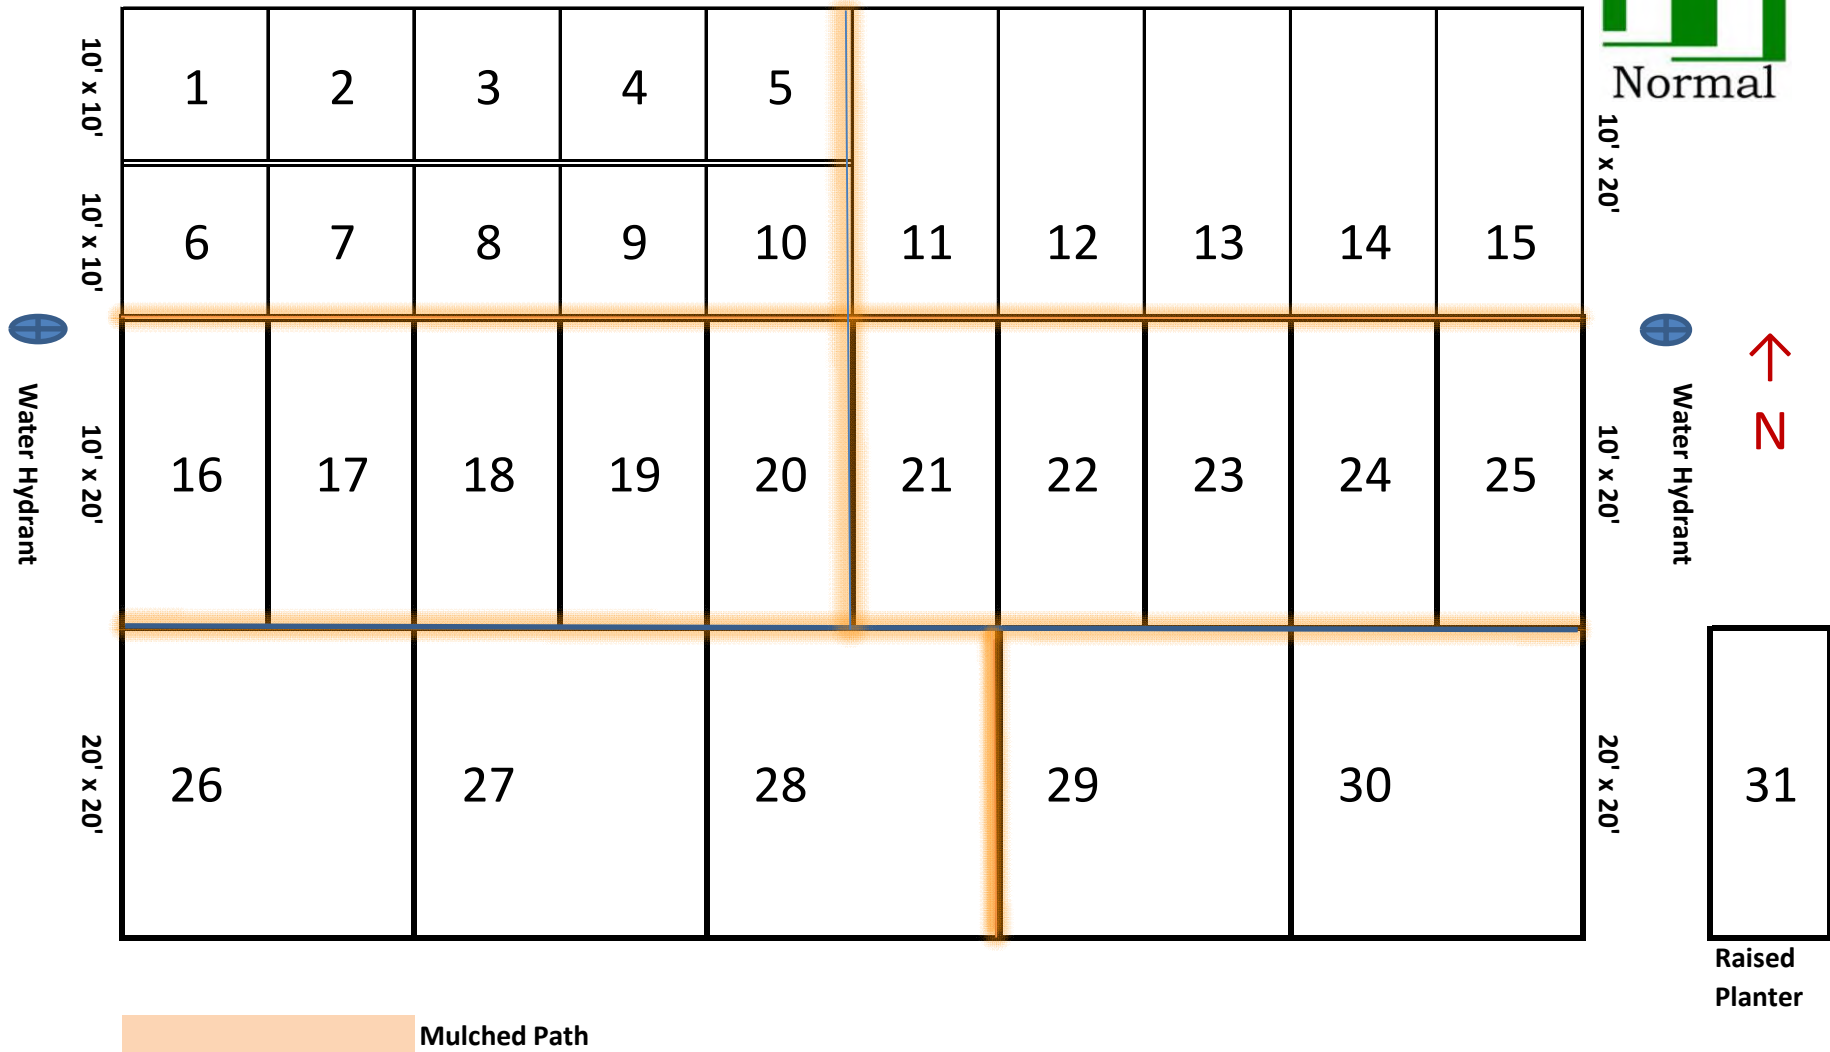 Normal
10' x 10'
1 2 3 4 5
10' x 20'
10' x 10'
6 7 8 9 10 11 12 13 14 15
Water Hydrant
10' x 20'
16 17 18 19 20 21 22 23 24 25
10' x 20'
Water Hydrant
N
20' x 20'
26 27 28 29 30
20' x 20'
31
Raised
Planter
Mulched Path